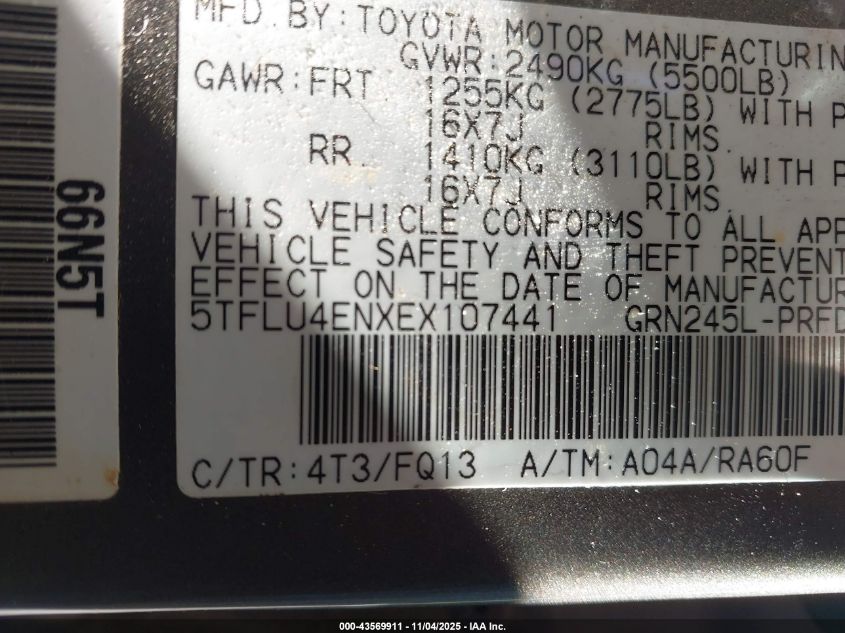 MFD. BY: TOYOTA MOTOR MANUFACTURIN
GVWR: 2490KG (5500LB)
GAWR: FRT. 1255KG (2775LB) WITH P
16X7J RIMS.
RR. 1410KG (3110LB) WITH P
16X7J RIMS.
THIS VEHICLE CONFORMS TO ALL APP
VEHICLE SAFETY AND THEFT PREVENT
EFFECT ON THE DATE OF MANUFACTUR
5TFLU4ENXEX107441 GRN245L-PRFD
C/TR: 4T3/FQ13 A/TM: A04A/RA60F
66N5T
000-43569911 - 11/04/2025 - IAA Inc.